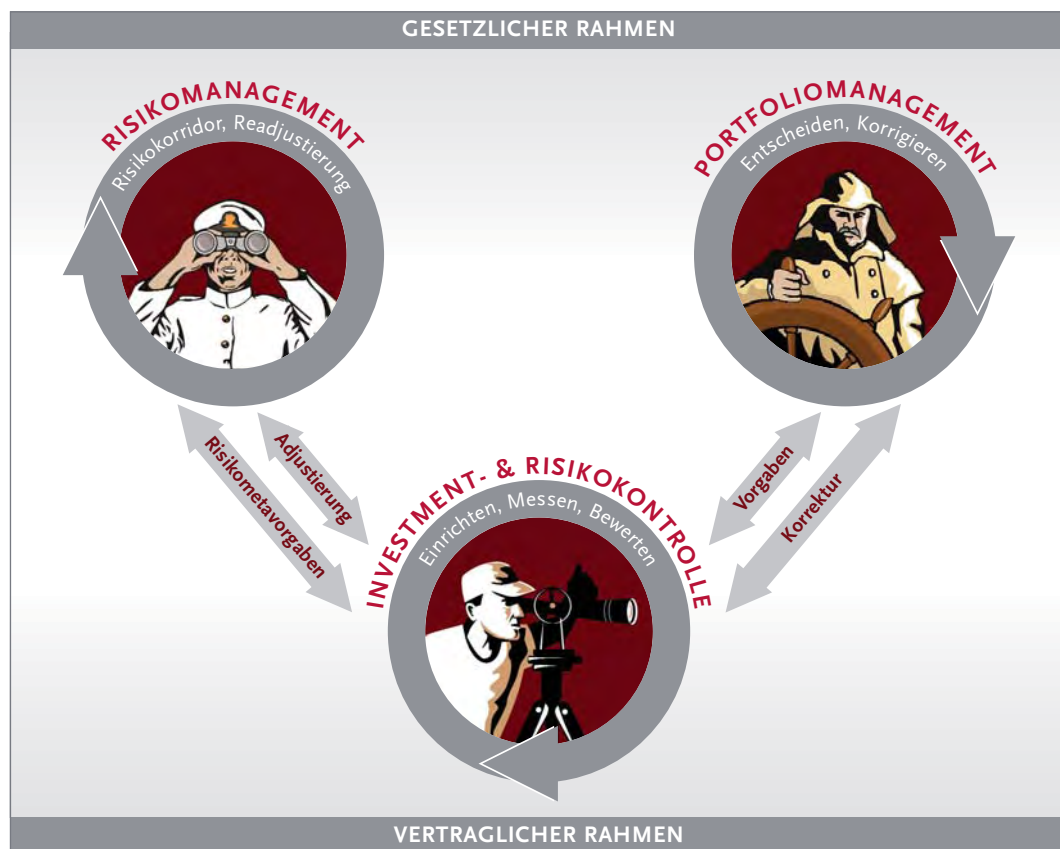 GESETZLICHER RAHMEN
RISIKOMANAGEMENT
Risikokorridor, Readjustierung
PORTFOLIOMANAGEMENT
Entscheiden, Korrigieren
Risikometavorgaben
Adjustierung
Vorgaben
Korrektur
INVESTMENT- & RISIKOKONTROLLE
Einrichten, Messen, Bewerten
VERTRAGLICHER RAHMEN